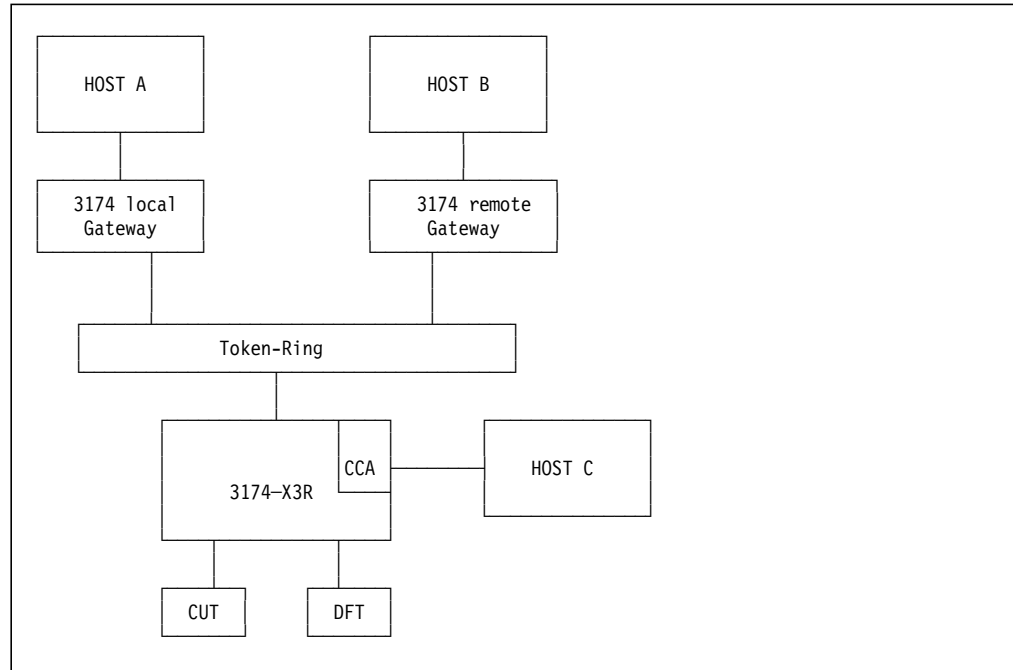 HOST A
HOST B
3174 local
Gateway
3174 remote
Gateway
Token-Ring
CCA
HOST C
3174—X3R
CUT
DFT